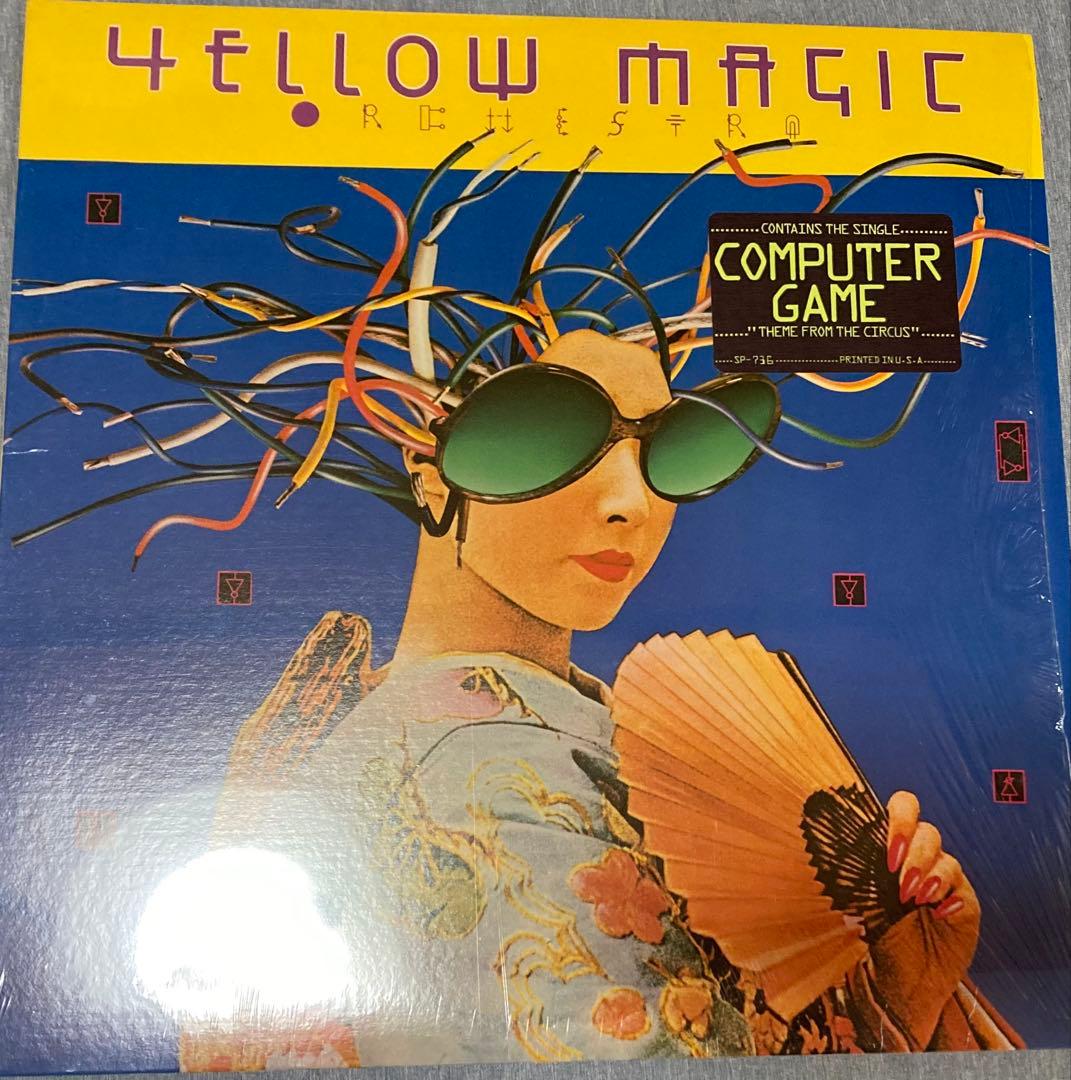 YELLOW MAGIC
ORCHESTRA
CONTAINS THE SINGLE
COMPUTER
GAME
"THEME FROM THE CIRCUS"
SP-736 PRINTED IN U.S.A